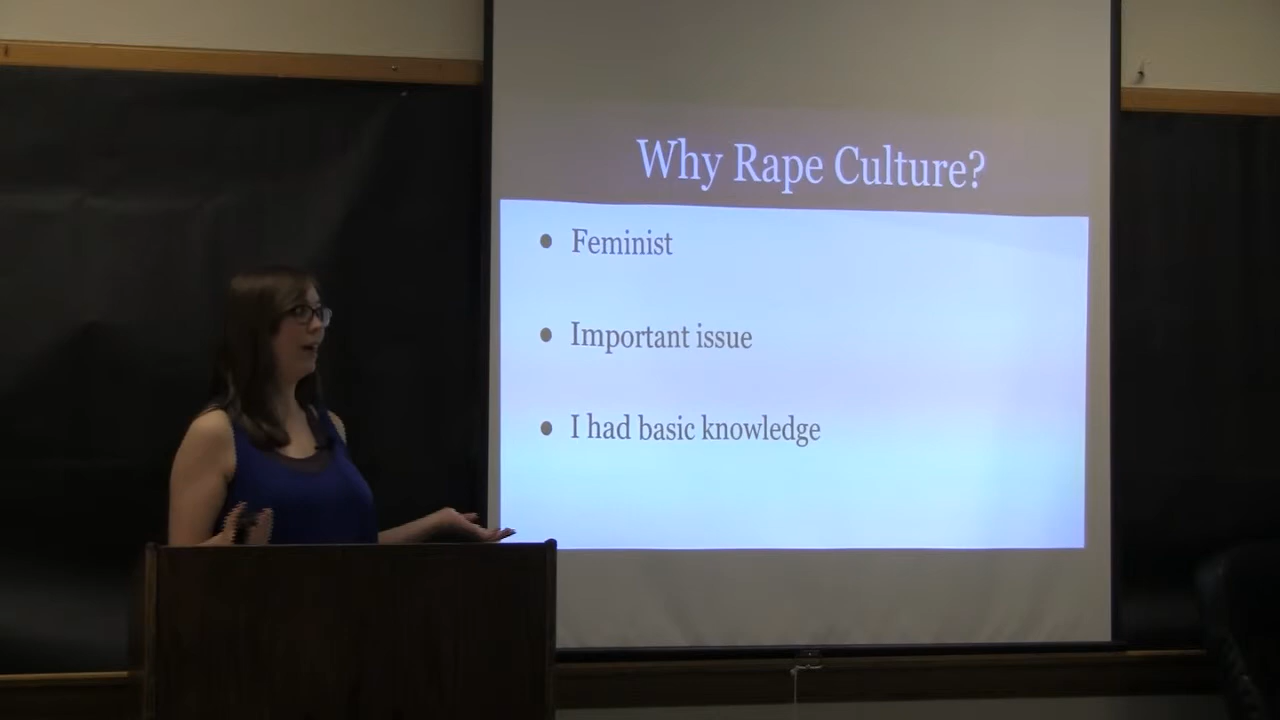 Why Rape Culture?
● Feminist
● Important issue
● I had basic knowledge